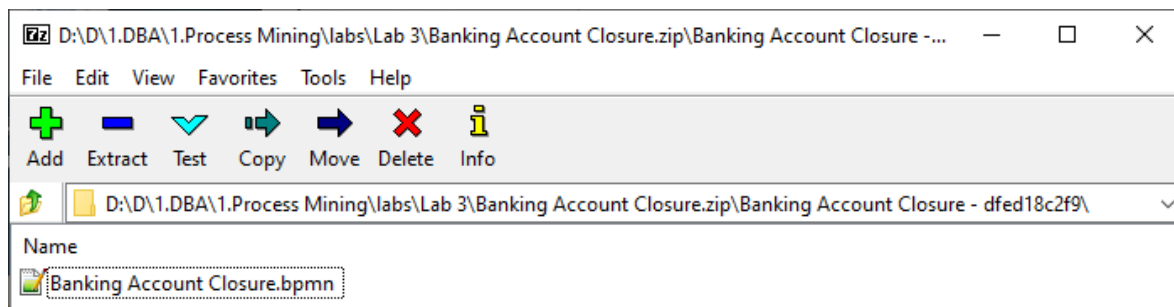 7z D:\D\1.DBA\1.Process Mining\labs\Lab 3\Banking Account Closure.zip\Banking Account Closure -...
File Edit View Favorites Tools Help
Add Extract Test Copy Move Delete Info
D:\D\1.DBA\1.Process Mining\labs\Lab 3\Banking Account Closure.zip\Banking Account Closure - dfed18c2f9\
Name
Banking Account Closure.bpmn